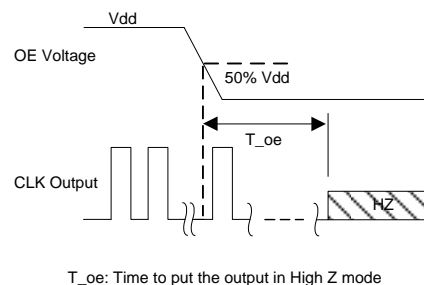 Vdd
OE Voltage
50% Vdd
T_oe
CLK Output
HZ
T_oe: Time to put the output in High Z mode